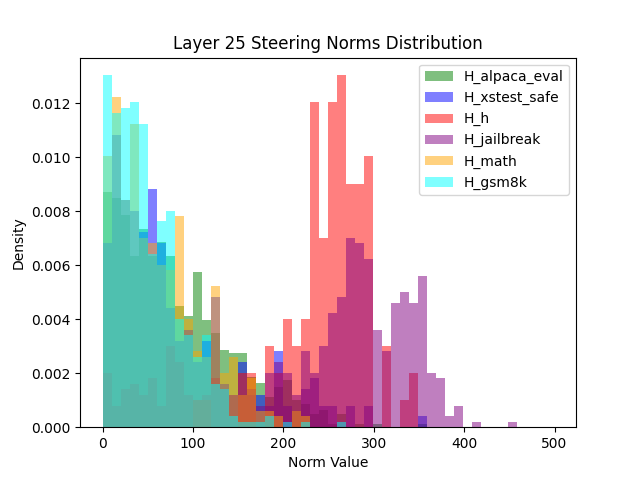 Layer 25 Steering Norms Distribution
H_alpaca_eval
H_xstest_safe
H_h
H_jailbreak
H_math
H_gsm8k
0.012
0.010
0.008
0.006
0.004
0.002
0.000
Density
0 100 200 300 400 500
Norm Value